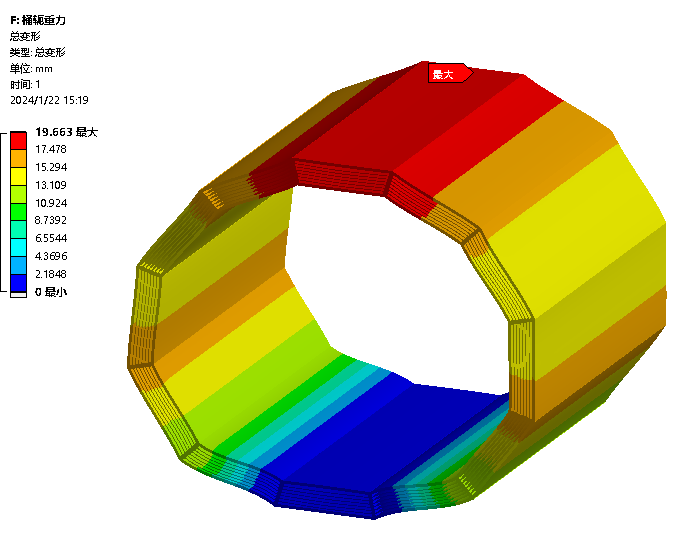 F: 桶轭重力
总变形
类型: 总变形
单位: mm
时间: 1
2024/1/22 15:19
19.663 最大
17.478
15.294
13.109
10.924
8.7392
6.5544
4.3696
2.1848
0 最小
最大